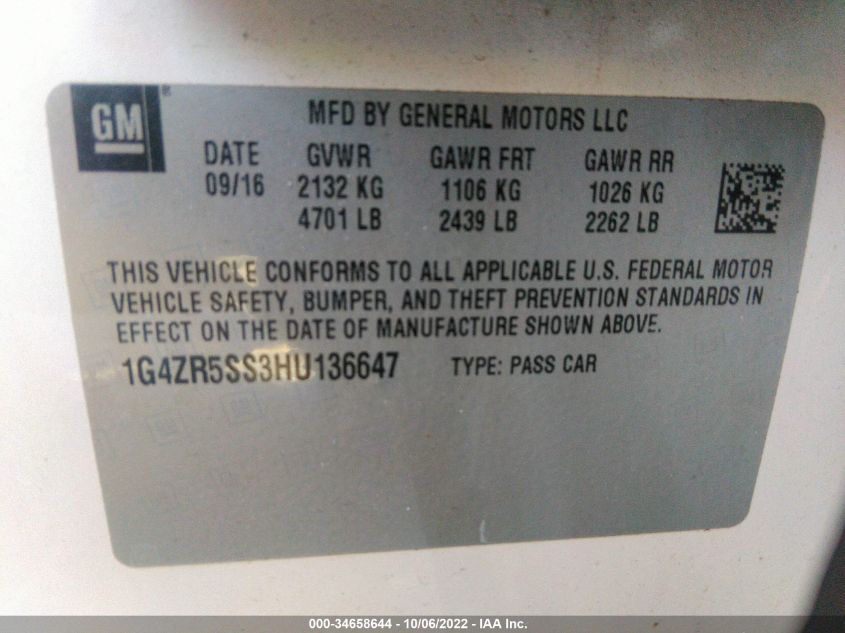 GM®
MFD BY GENERAL MOTORS LLC
DATE GVWR GAWR FRT GAWR RR
09/16 2132 KG 1106 KG 1026 KG
4701 LB 2439 LB 2262 LB
THIS VEHICLE CONFORMS TO ALL APPLICABLE U.S. FEDERAL MOTOR
VEHICLE SAFETY, BUMPER, AND THEFT PREVENTION STANDARDS IN
EFFECT ON THE DATE OF MANUFACTURE SHOWN ABOVE.
1G4ZR5SS3HU136647 TYPE: PASS CAR
000-34658644 - 10/06/2022 - IAA Inc.